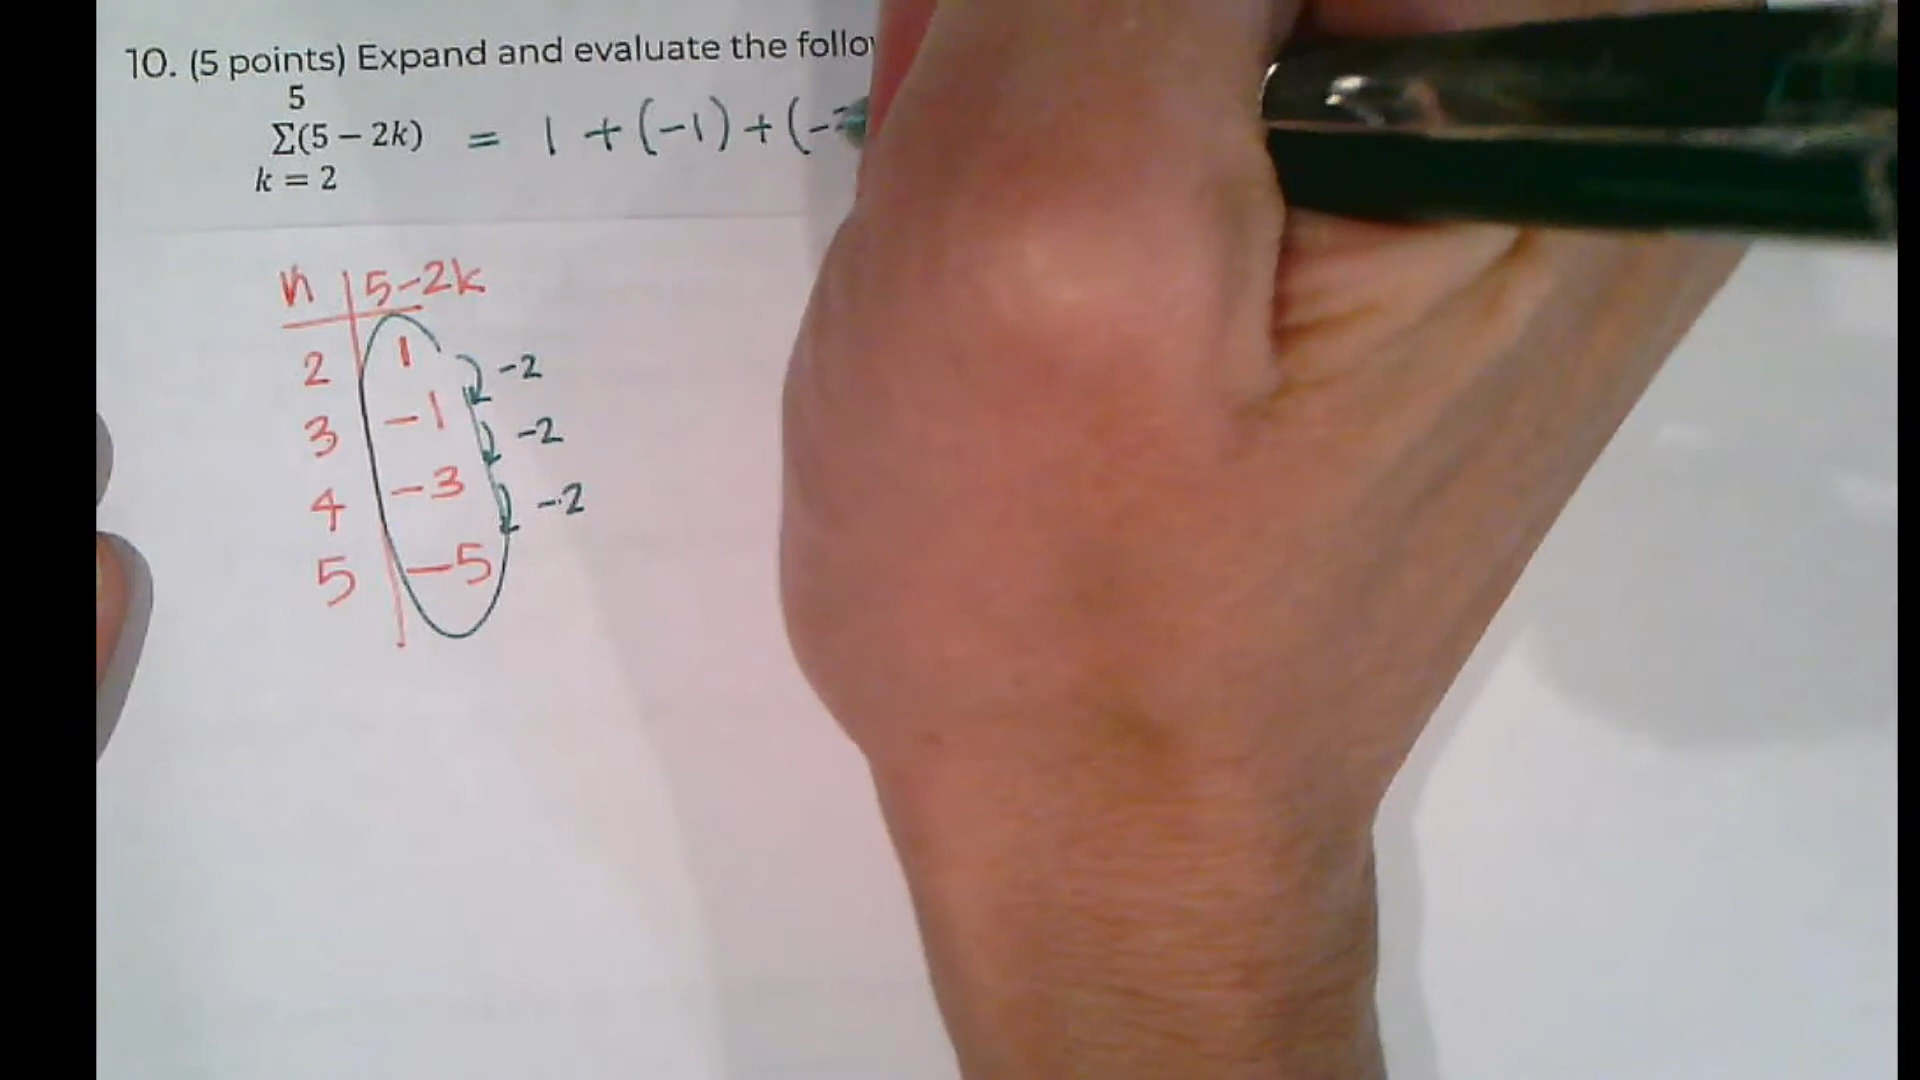 10. (5 points) Expand and evaluate the
5
Σ(5 – 2k) = 1 + (-1) + (-
k = 2
n 5-2k
2 1 -2
3 -1 -2
4 -3 -2
5 -5